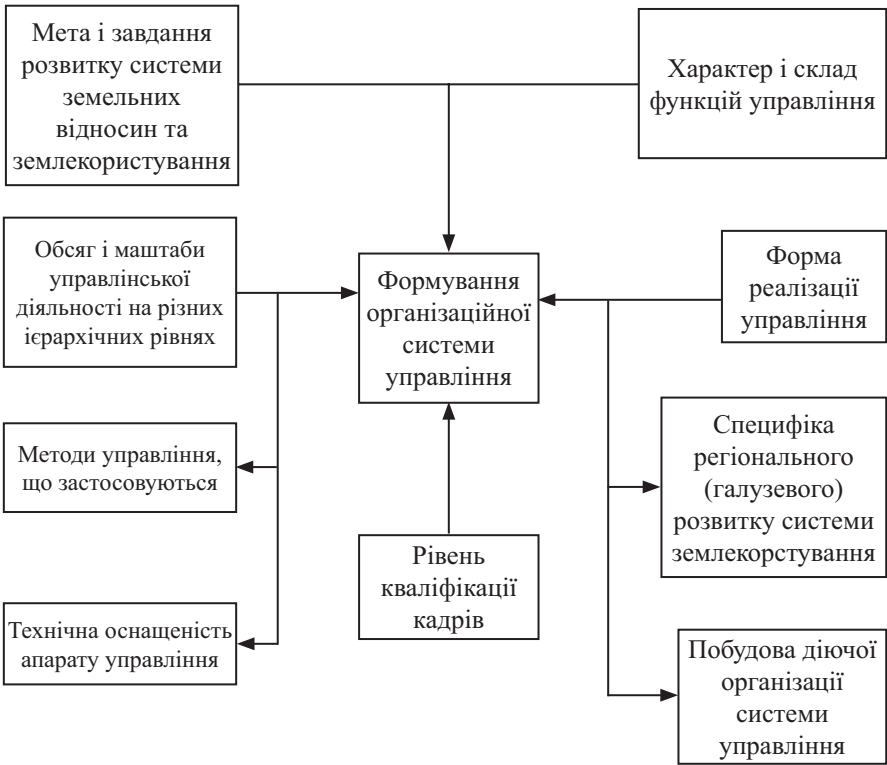 Мета і завдання
розвитку системи
земельних
відносин та
землекористування
Характер і склад
функцій управління
Обсяг і маштаби
управлінської
діяльності на різних
ієрархічних рівнях
Формування
організаційної
системи
управління
Форма
реалізації
управління
Методи управління,
що застосовуються
Специфіка
регіонального
(галузевого)
розвитку системи
землекорстування
Рівень
кваліфікації
кадрів
Технічна оснащеність
апарату управління
Побудова діючої
організації
системи
управління